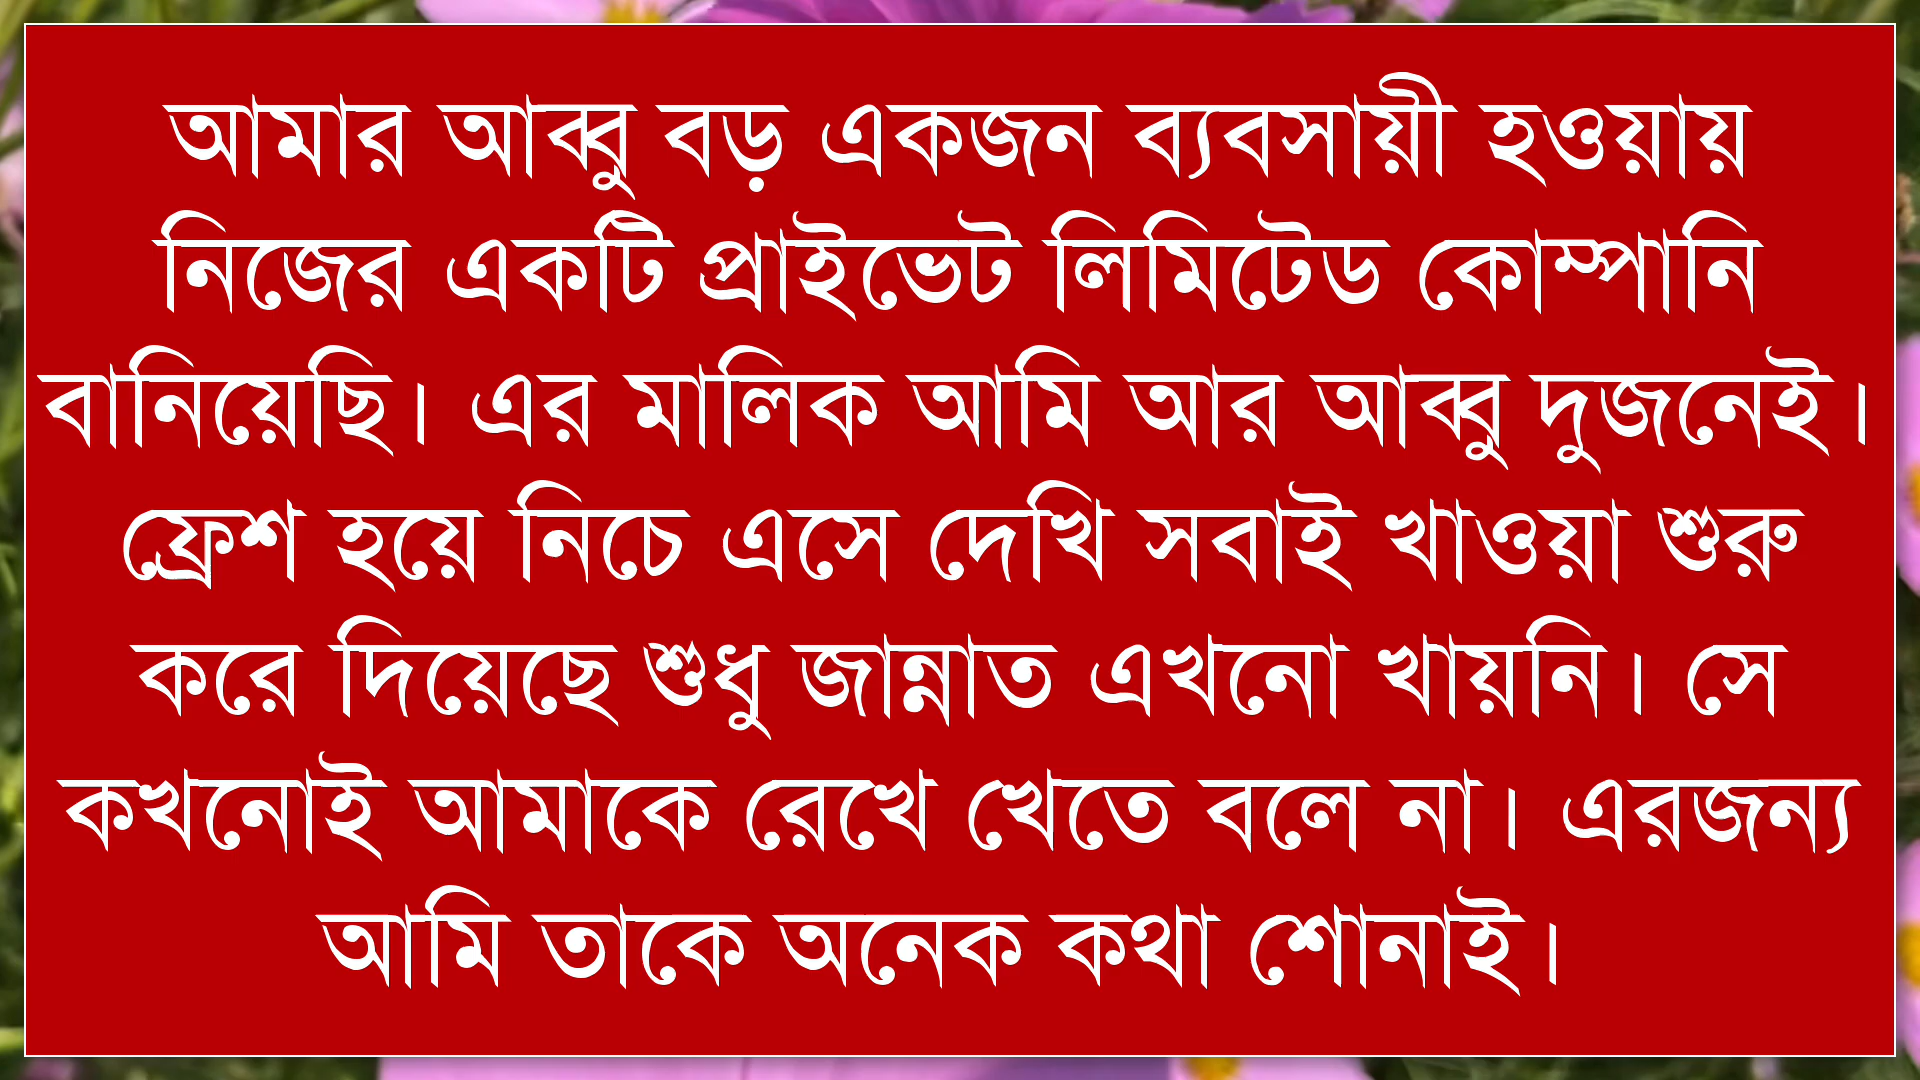 আমার আব্বু বড় একজন ব্যবসায়ী হওয়ায়
নিজের একটি প্রাইভেট লিমিটেড কোম্পানি
বানিয়েছি। এর মালিক আমি আর আব্বু দুজনেই।
ফ্রেশ হয়ে নিচে এসে দেখি সবাই খাওয়া শুরু
করে দিয়েছে শুধু জান্নাত এখনো খায়নি। সে
কখনোই আমাকে রেখে খেতে বলে না। এরজন্য
আমি তাকে অনেক কথা শোনাই।